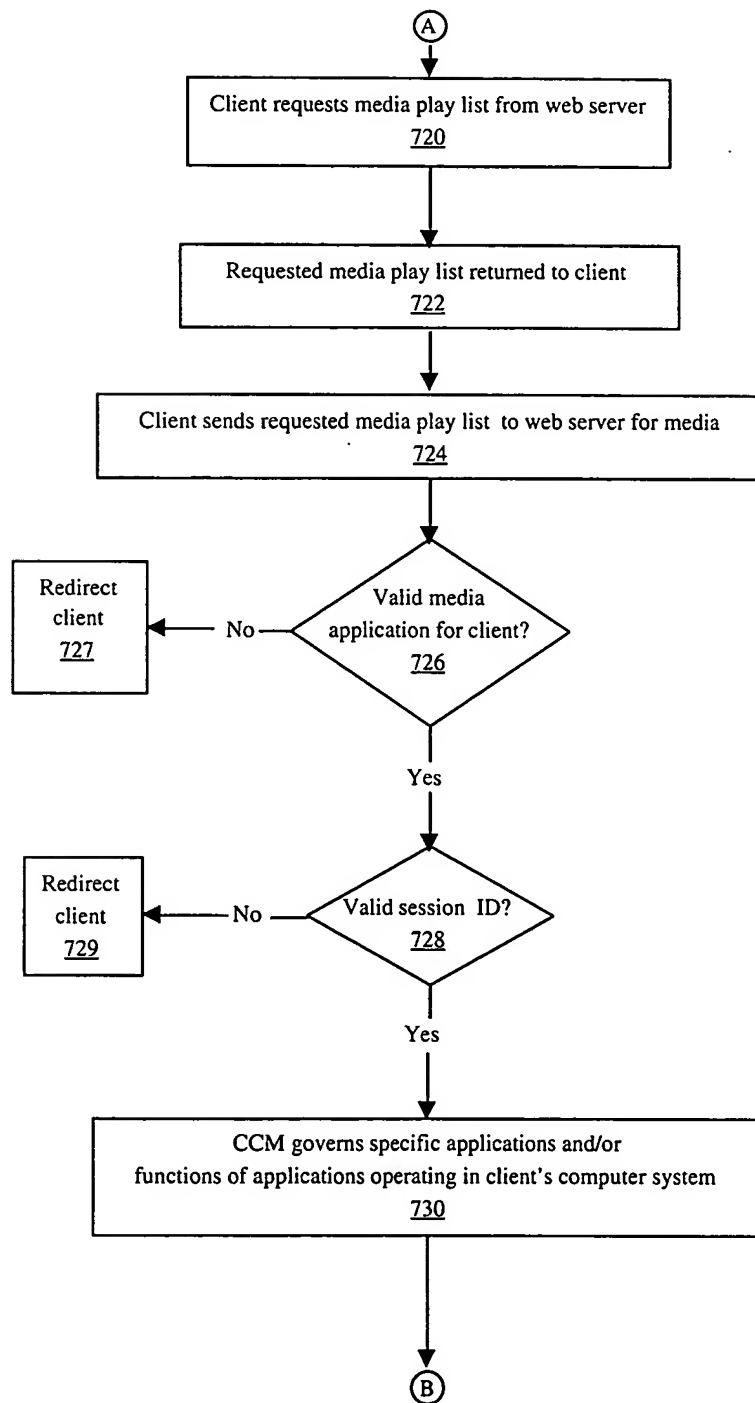 A
Client requests media play list from web server
720
Requested media play list returned to client
722
Client sends requested media play list to web server for media
724
Valid media
application for client?
726
No
Redirect
client
727
Yes
Valid session ID?
728
No
Redirect
client
729
Yes
CCM governs specific applications and/or
functions of applications operating in client's computer system
730
B